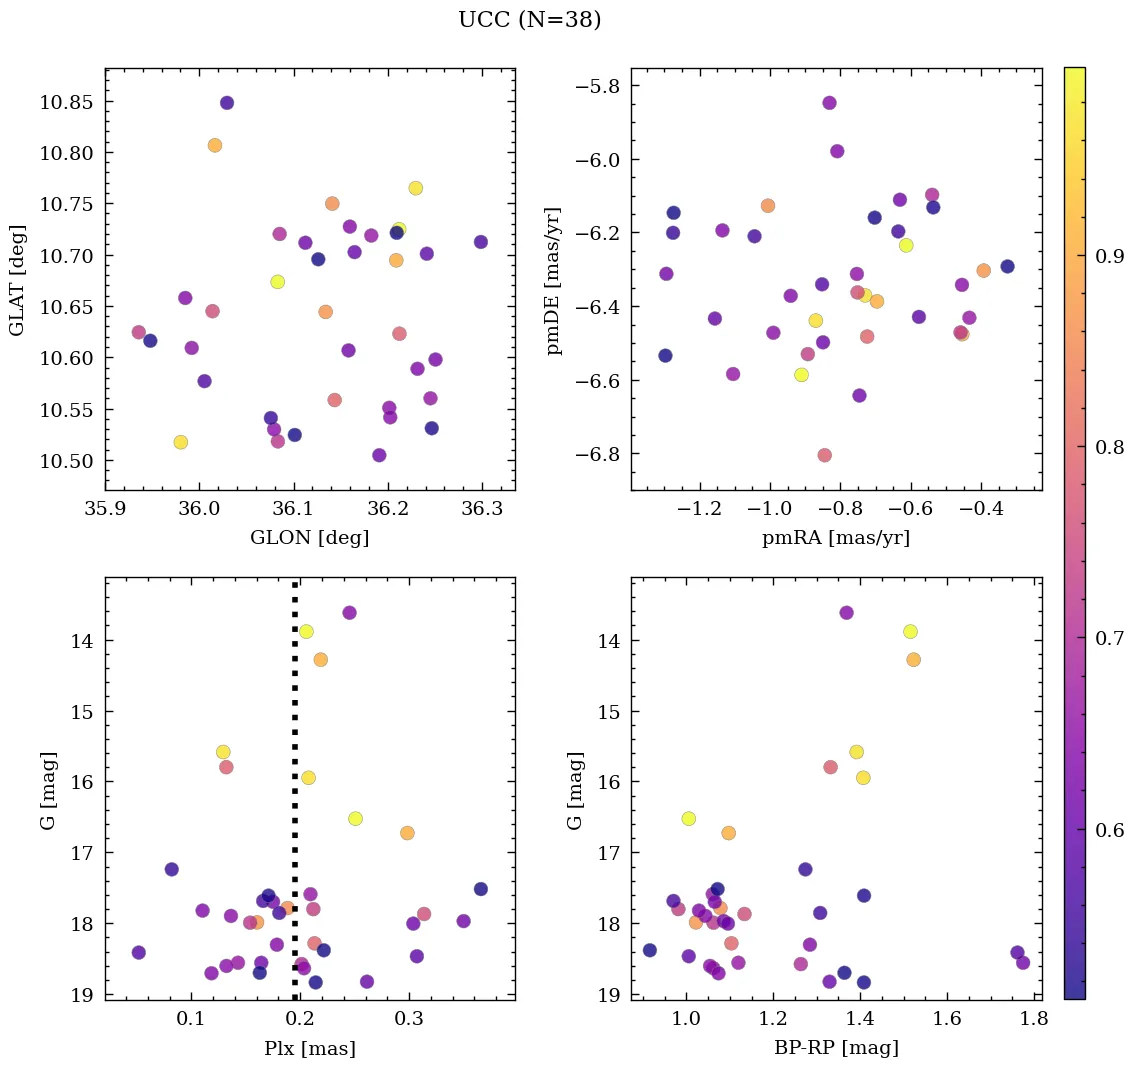 UCC (N=38)
10.85
10.80
10.75
10.70
10.65
10.60
10.55
10.50
GLAT [deg]
35.9 36.0 36.1 36.2 36.3
GLON [deg]
−5.8
−6.0
−6.2
−6.4
−6.6
−6.8
pmDE [mas/yr]
−1.2 −1.0 −0.8 −0.6 −0.4
pmRA [mas/yr]
14
15
16
17
18
19
G [mag]
0.1 0.2 0.3
Plx [mas]
14
15
16
17
18
19
G [mag]
1.0 1.2 1.4 1.6 1.8
BP-RP [mag]
0.9
0.8
0.7
0.6